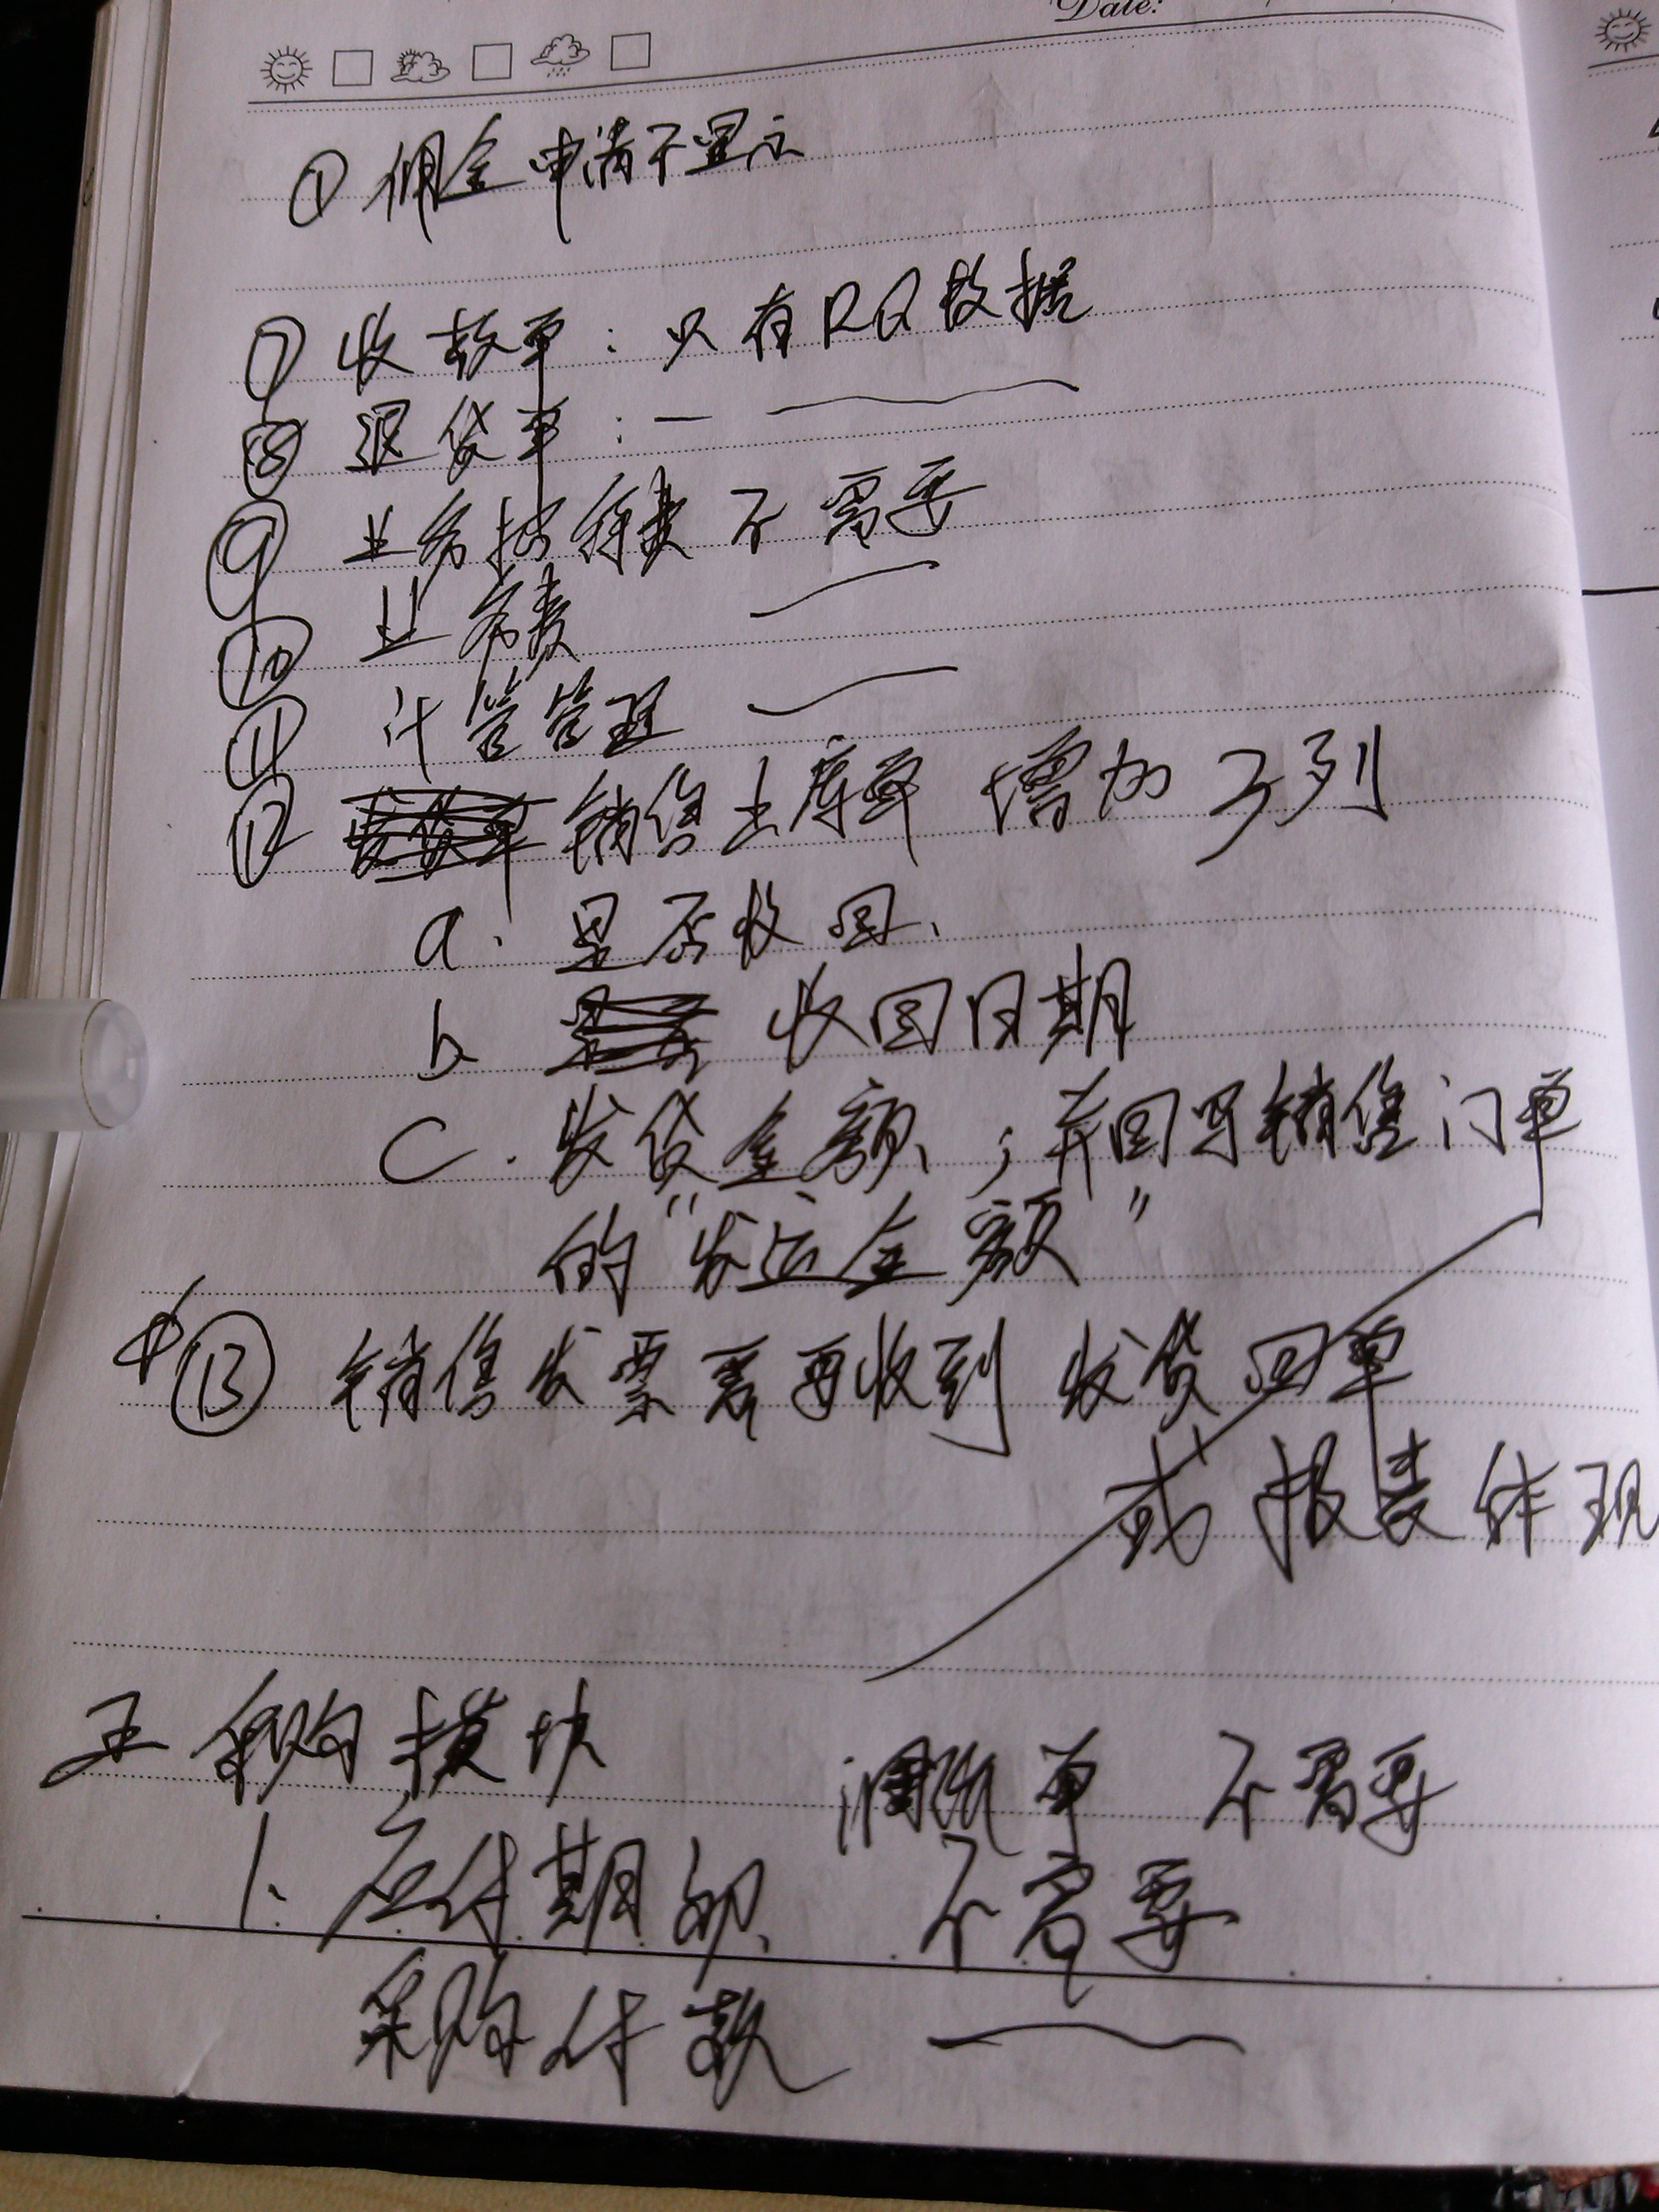 Date:
① 佣金申请不显示
⑦ 收款单：只有RQ数据
⑧ 退货单：一
⑨ 业务招待费不需要
⑩ 业务费
⑪ 计管管理
⑫ 销售出库单 增加 3列
a. 是否收回、
b 收回日期
c. 发货金额、；并回写销售订单
的“发运金额”
⑬ 销售发票需要收到 收货回单
或 报表体现
五 采购模块
调账单 不需要
1. 应付期初、 不需要
采购付款